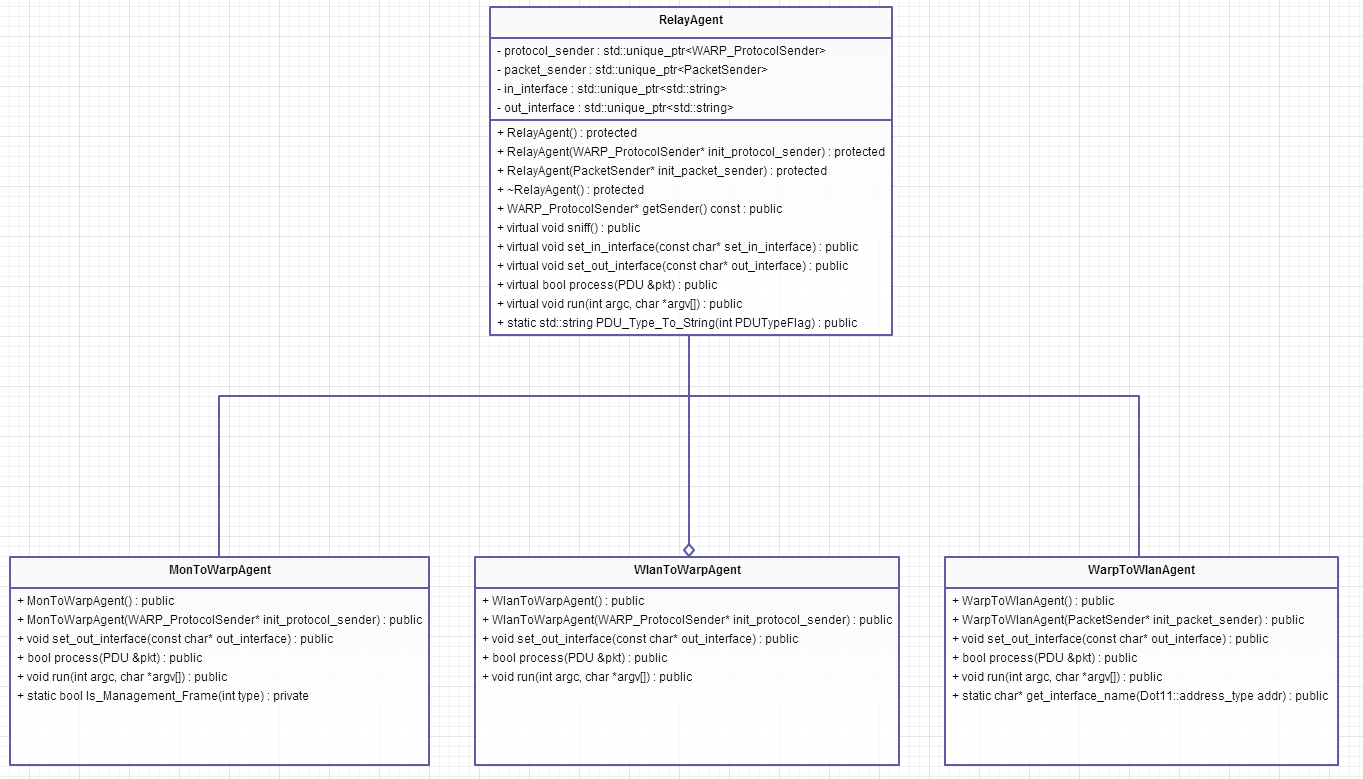 RelayAgent
- protocol_sender : std::unique_ptr<WARP_ProtocolSender>
- packet_sender : std::unique_ptr<PacketSender>
- in_interface : std::unique_ptr<std::string>
- out_interface : std::unique_ptr<std::string>
+ RelayAgent() : protected
+ RelayAgent(WARP_ProtocolSender* init_protocol_sender) : protected
+ RelayAgent(PacketSender* init_packet_sender) : protected
+ ~RelayAgent() : protected
+ WARP_ProtocolSender* getSender() const : public
+ virtual void sniff() : public
+ virtual void set_in_interface(const char* set_in_interface) : public
+ virtual void set_out_interface(const char* out_interface) : public
+ virtual bool process(PDU &pkt) : public
+ virtual void run(int argc, char *argv[]) : public
+ static std::string PDU_Type_To_String(int PDUTypeFlag) : public
MonToWarpAgent
+ MonToWarpAgent() : public
+ MonToWarpAgent(WARP_ProtocolSender* init_protocol_sender) : public
+ void set_out_interface(const char* out_interface) : public
+ bool process(PDU &pkt) : public
+ void run(int argc, char *argv[]) : public
+ static bool Is_Management_Frame(int type) : private
WlanToWarpAgent
+ WlanToWarpAgent() : public
+ WlanToWarpAgent(WARP_ProtocolSender* init_protocol_sender) : public
+ void set_out_interface(const char* out_interface) : public
+ bool process(PDU &pkt) : public
+ void run(int argc, char *argv[]) : public
WarpToWlanAgent
+ WarpToWlanAgent() : public
+ WarpToWlanAgent(PacketSender* init_packet_sender) : public
+ void set_out_interface(const char* out_interface) : public
+ bool process(PDU &pkt) : public
+ void run(int argc, char *argv[]) : public
+ static char* get_interface_name(Dot11::address_type addr) : public